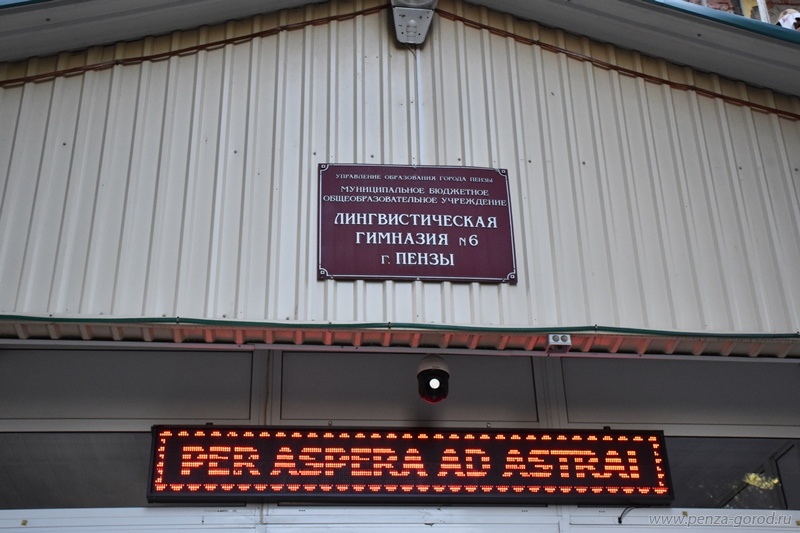 УПРАВЛЕНИЕ ОБРАЗОВАНИЯ ГОРОДА ПЕНЗЫ
МУНИЦИПАЛЬНОЕ БЮДЖЕТНОЕ
ОБЩЕОБРАЗОВАТЕЛЬНОЕ УЧРЕЖДЕНИЕ
ЛИНГВИСТИЧЕСКАЯ
ГИМНАЗИЯ №6
Г. ПЕНЗЫ
PER ASPERA AD ASTRA!
www.penza-gorod.ru